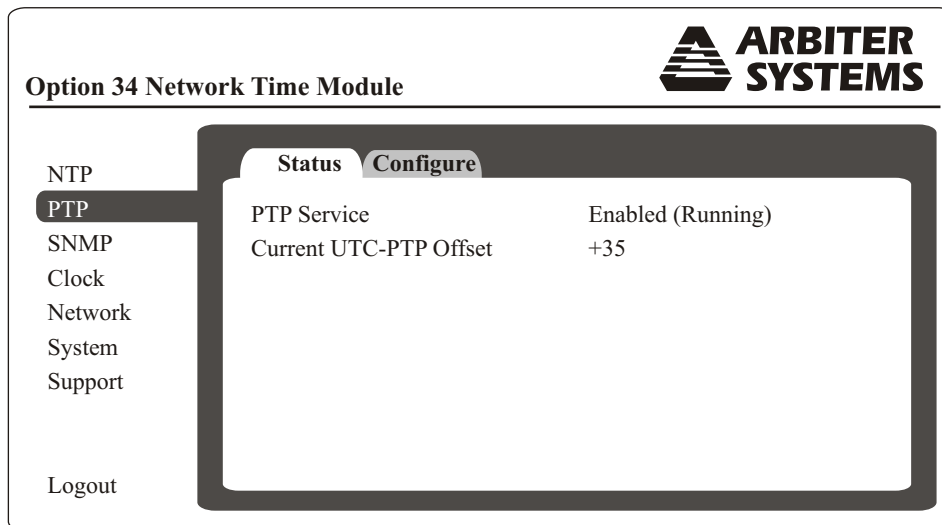 ARBITER
SYSTEMS
Option 34 Network Time Module
NTP
PTP
SNMP
Clock
Network
System
Support
Logout
Status Configure
PTP Service Enabled (Running)
Current UTC-PTP Offset +35